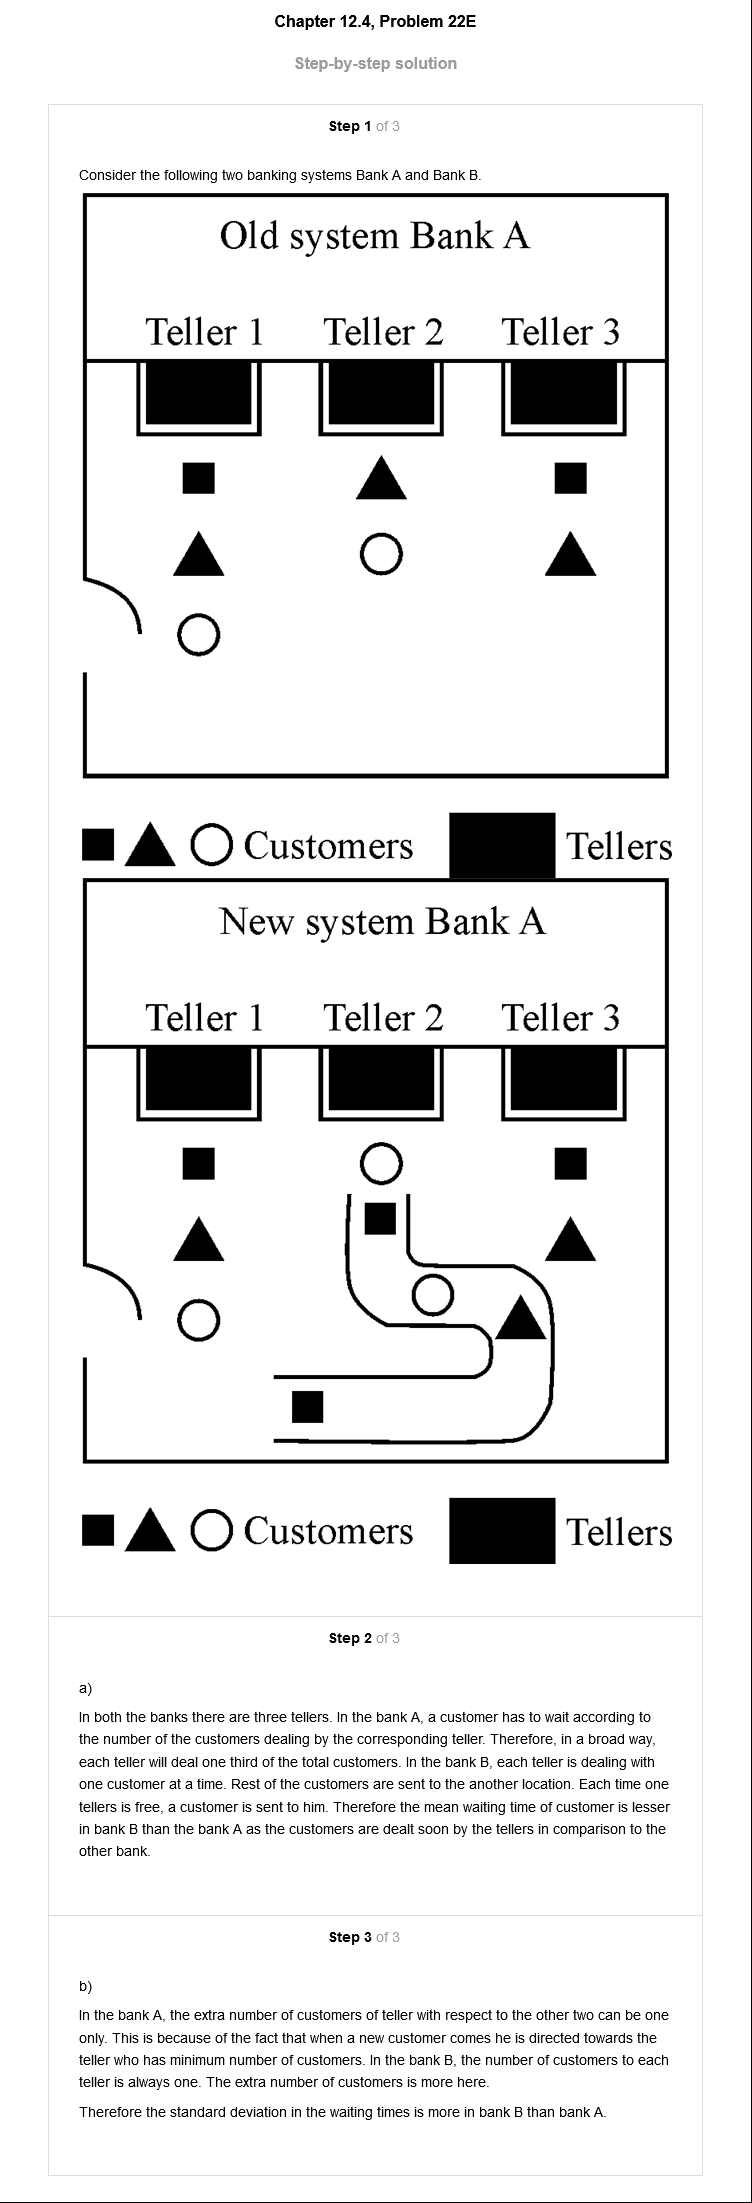 Chapter 12.4, Problem 22E
Step-by-step solution
Step 1 of 3
Consider the following two banking systems Bank A and Bank B.
Old system Bank A
Teller 1 Teller 2 Teller 3
Customers Tellers
New system Bank A
Teller 1 Teller 2 Teller 3
Customers Tellers
Step 2 of 3
a)
In both the banks there are three tellers. In the bank A, a customer has to wait according to
the number of the customers dealing by the corresponding teller. Therefore, in a broad way,
each teller will deal one third of the total customers. In the bank B, each teller is dealing with
one customer at a time. Rest of the customers are sent to the another location. Each time one
tellers is free, a customer is sent to him. Therefore the mean waiting time of customer is lesser
in bank B than the bank A as the customers are dealt soon by the tellers in comparison to the
other bank.
Step 3 of 3
b)
In the bank A, the extra number of customers of teller with respect to the other two can be one
only. This is because of the fact that when a new customer comes he is directed towards the
teller who has minimum number of customers. In the bank B, the number of customers to each
teller is always one. The extra number of customers is more here.
Therefore the standard deviation in the waiting times is more in bank B than bank A.